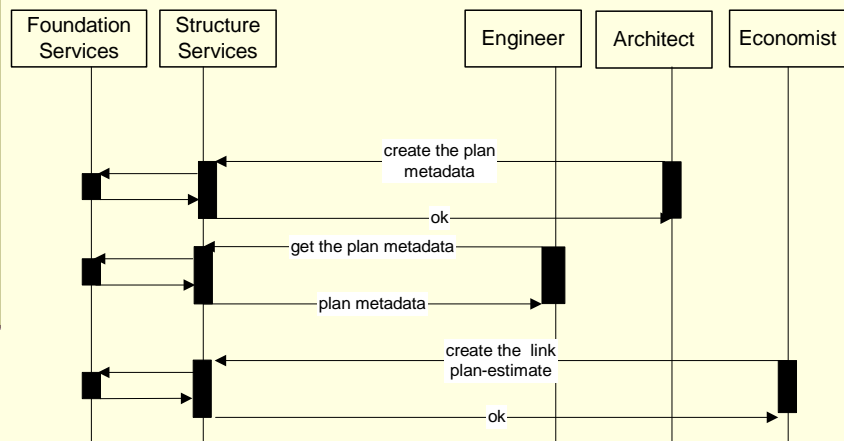 Foundation
Services
Structure
Services
Engineer
Architect
Economist
create the plan
metadata
ok
get the plan metadata
plan metadata
create the link
plan-estimate
ok